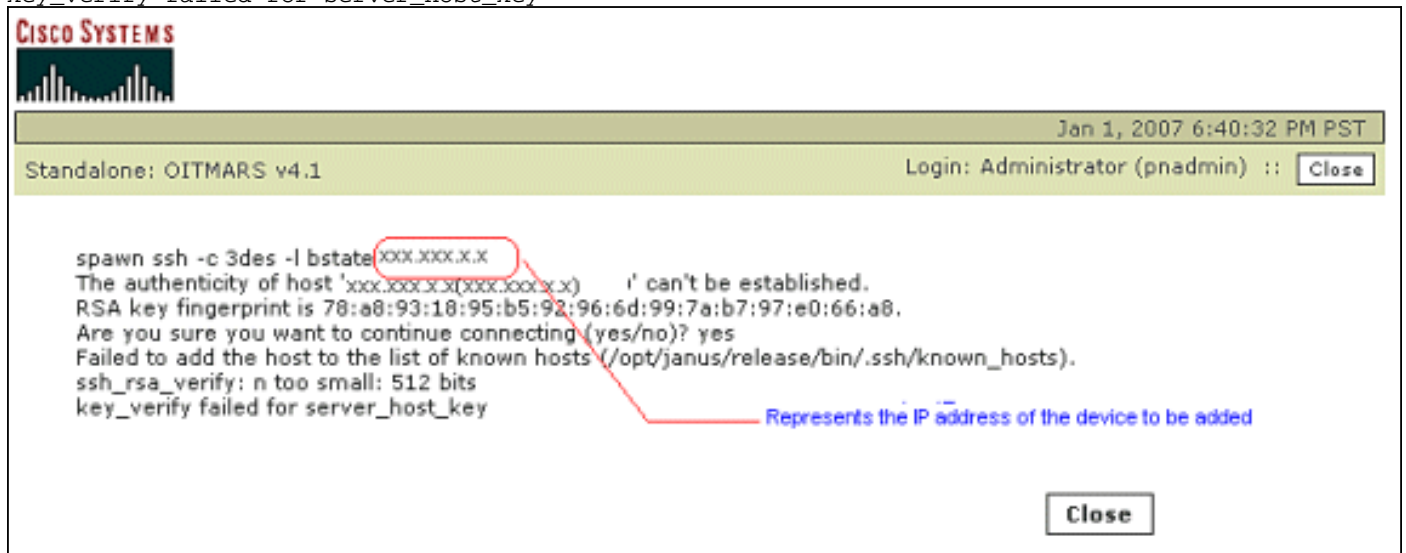 key_verify failed for server_host_key
CISCO SYSTEMS
Jan 1, 2007 6:40:32 PM PST
Standalone: OITMARS v4.1
Login: Administrator (pnadmin) :: Close
spawn ssh -c 3des -l bstate xxx.xxx.x.x
The authenticity of host 'xxx.xxx.x.x(xxx.xxx.x.x) i' can't be established.
RSA key fingerprint is 78:a8:93:18:95:b5:92:96:6d:99:7a:b7:97:e0:66:a8.
Are you sure you want to continue connecting (yes/no)? yes
Failed to add the host to the list of known hosts (/opt/janus/release/bin/.ssh/known_hosts).
ssh_rsa_verify: n too small: 512 bits
key_verify failed for server_host_key
Represents the IP address of the device to be added
Close